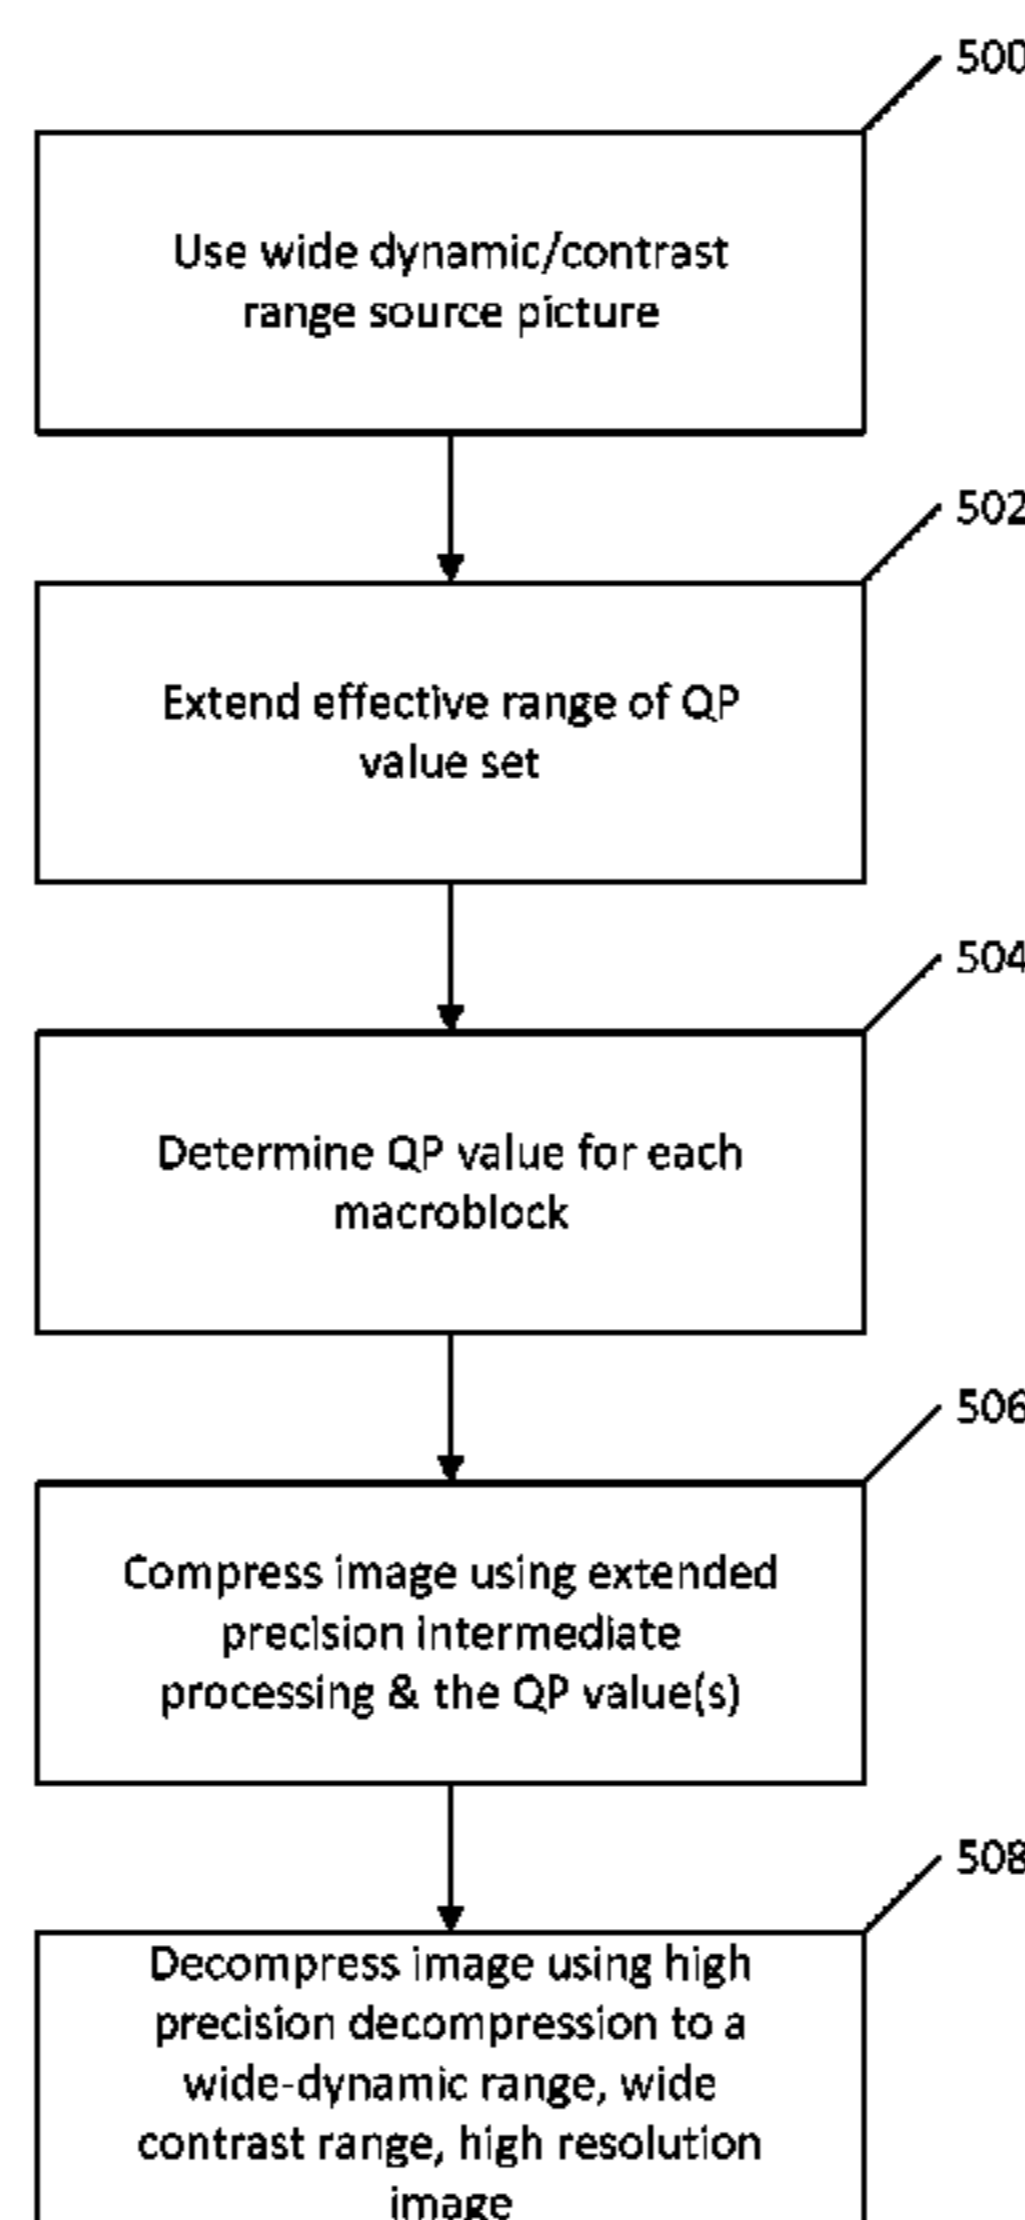 500
Use wide dynamic/contrast
range source picture
502
Extend effective range of QP
value set
504
Determine QP value for each
macroblock
506
Compress image using extended
precision intermediate
processing & the QP value(s)
508
Decompress image using high
precision decompression to a
wide-dynamic range, wide
contrast range, high resolution
image